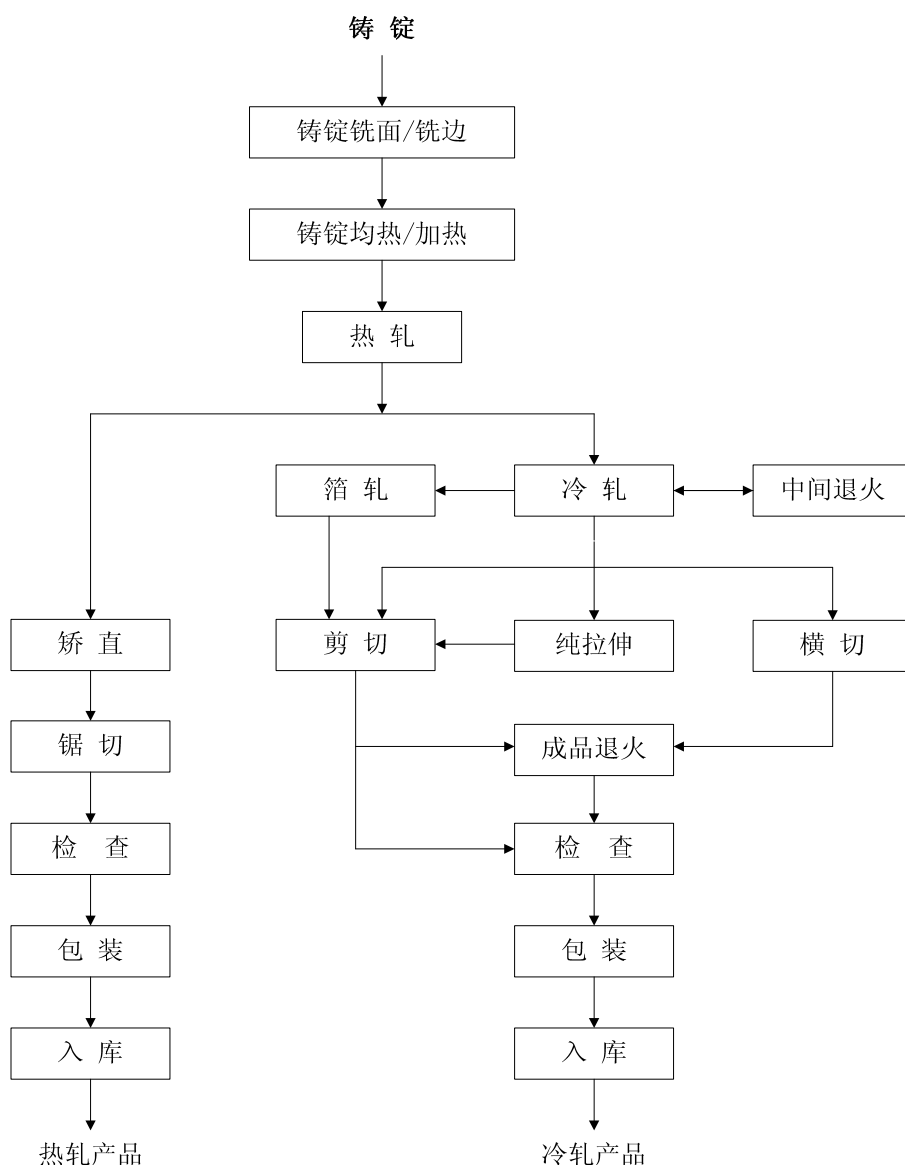 铸 锭
铸锭铣面/铣边
铸锭均热/加热
热 轧
箔 轧
冷 轧
中间退火
矫 直
剪 切
纯拉伸
横 切
锯 切
成品退火
检 查
检 查
包 装
包 装
入 库
入 库
热轧产品
冷轧产品